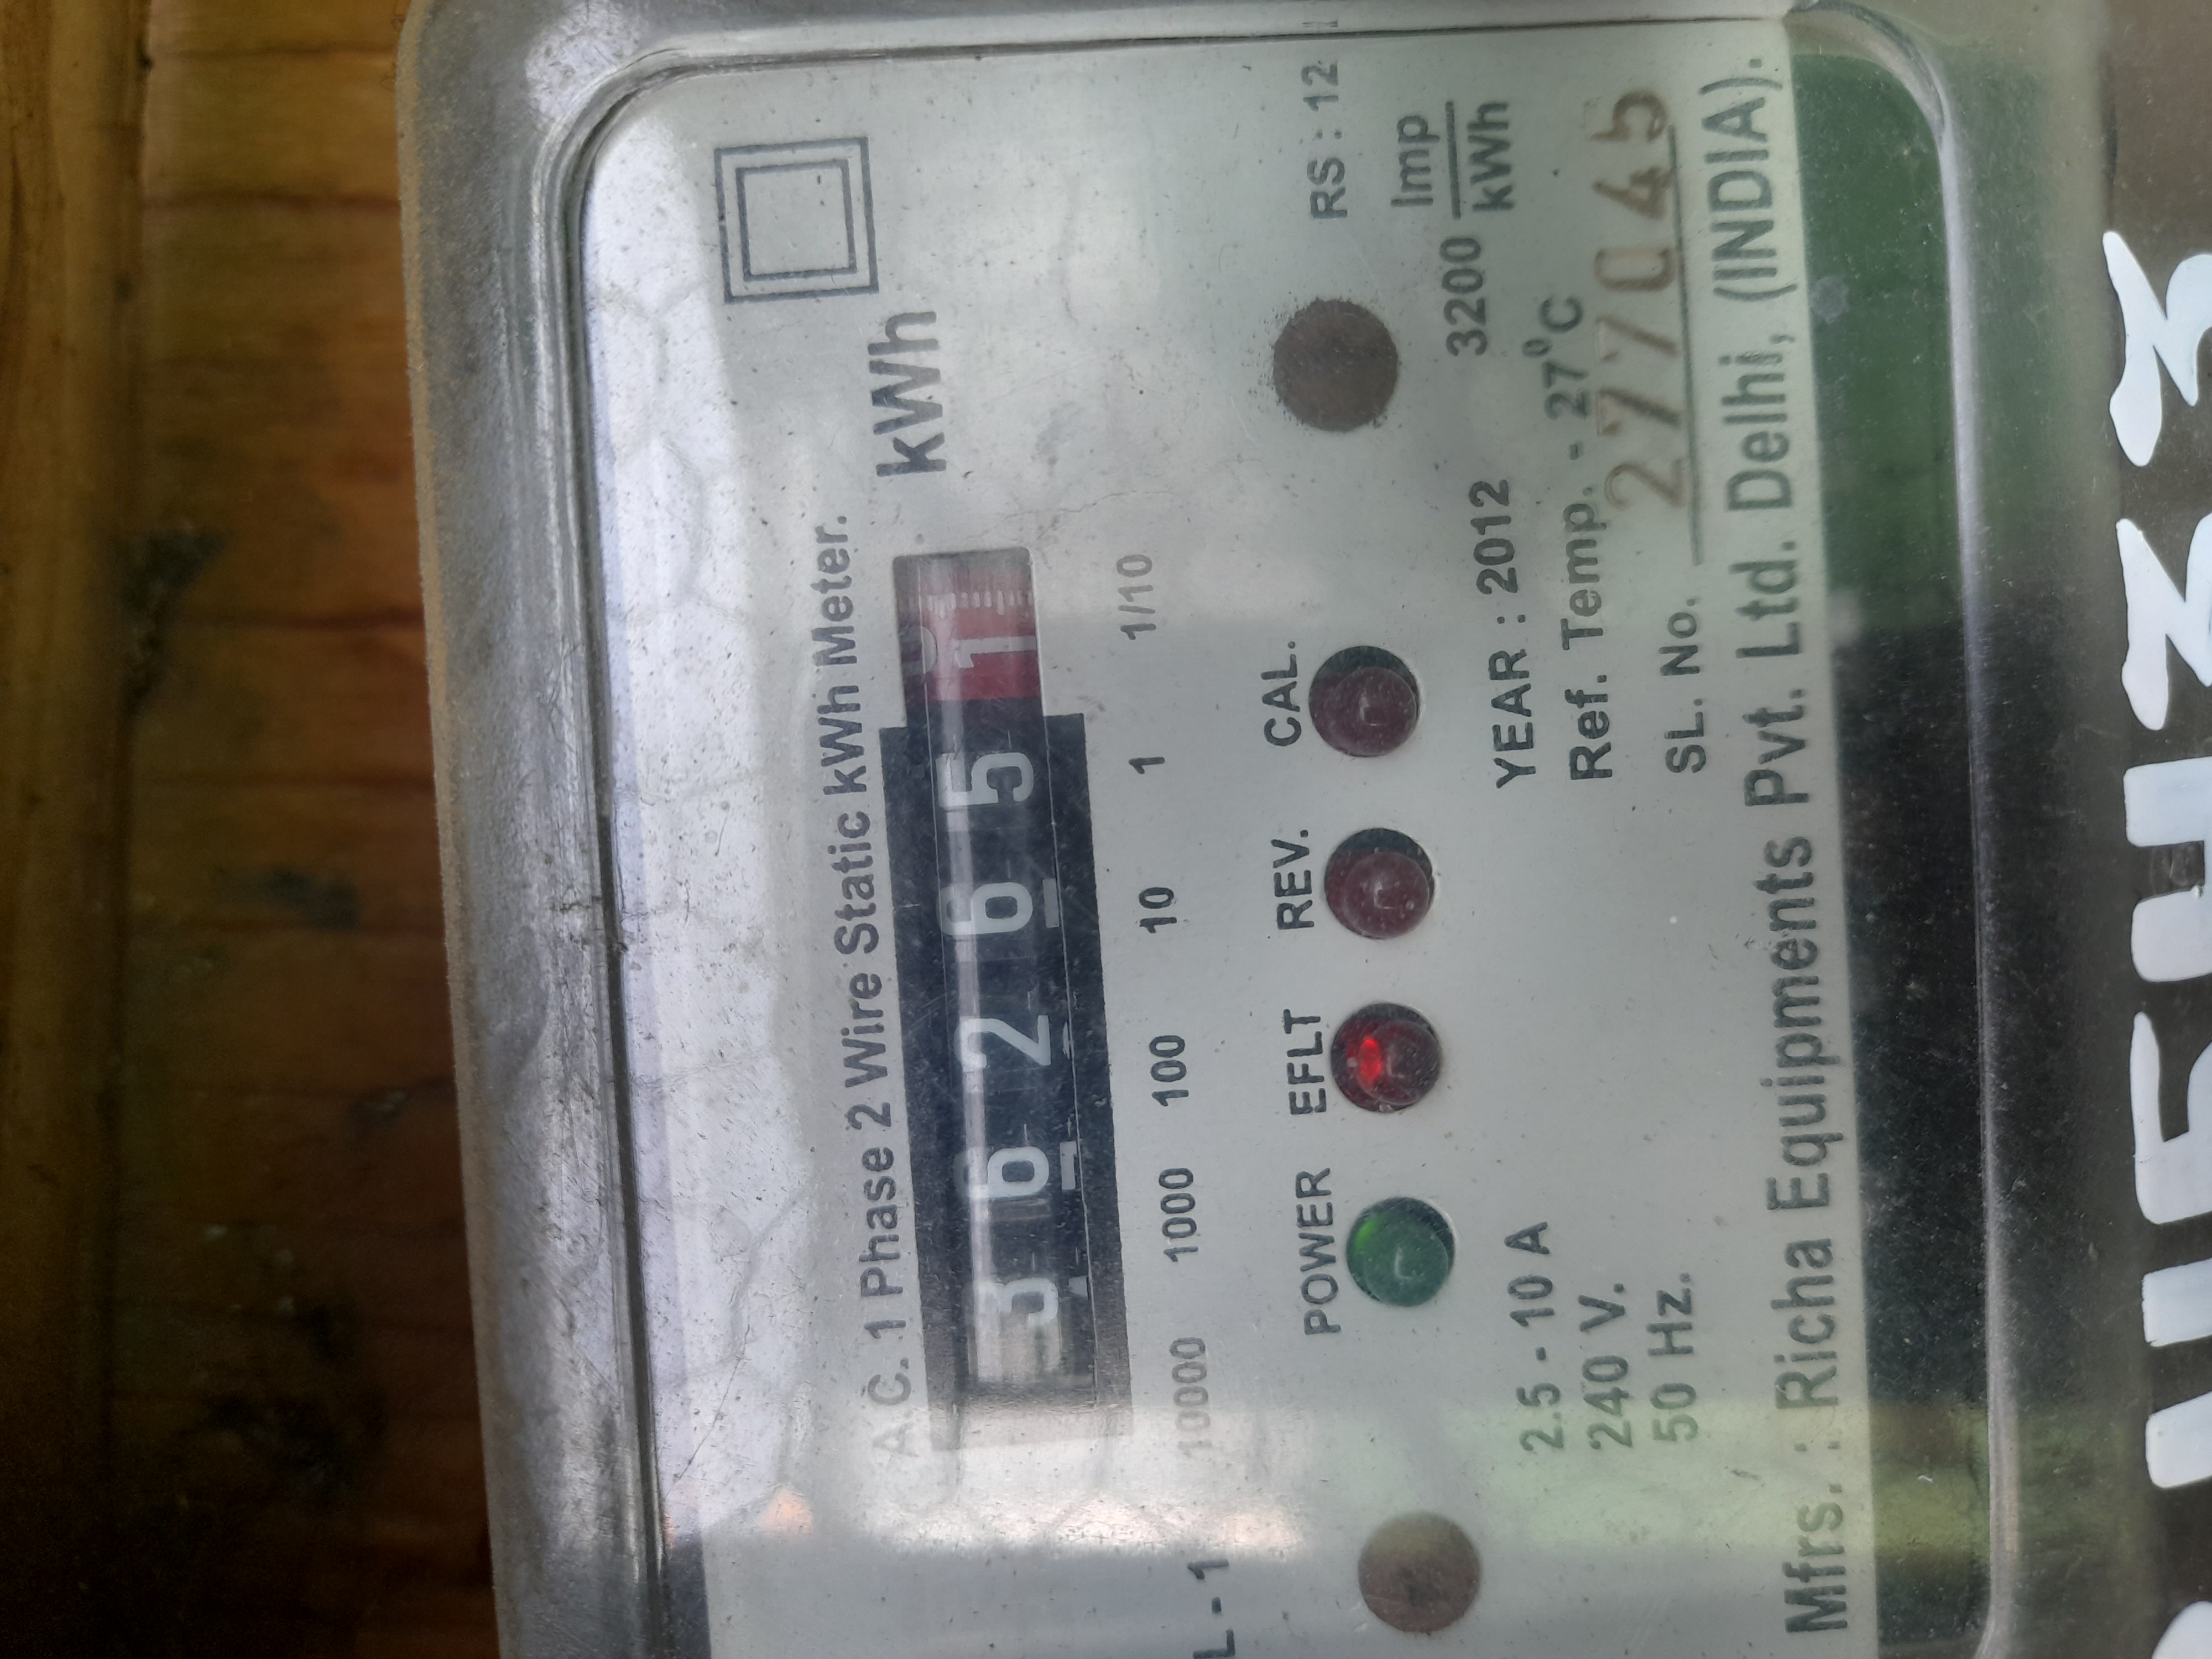 A.C. 1 Phase 2 Wire Static kWh Meter.
3 6 2 6 5 1 kWh
10000 1000 100 10 1 1/10
POWER EFLT REV. CAL.
L - 1
RS : 12
2.5 - 10 A
240 V.
50 Hz.
YEAR : 2012
3200 Imp/kWh
Ref. Temp. - 27°C
SL. No. 277045
Mfrs. : Richa Equipments Pvt. Ltd. Delhi, (INDIA).